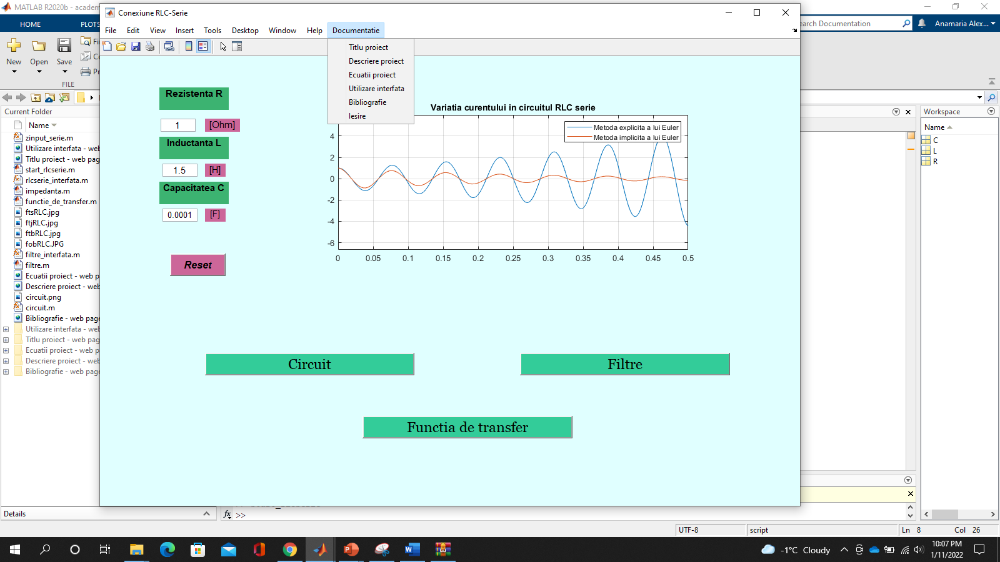 MATLAB R2020b - academ
Conexiune RLC-Serie
HOME
PLOTS
earch Documentation
Anamaria Alex...
File Edit View Insert Tools Desktop Window Help Documentatie
New
Open
Save
Fi
Co
Pr
FILE
Titlu proiect
Descriere proiect
Ecuatii proiect
Utilizare interfata
Bibliografie
Iesire
Current Folder
Name
zinput_serie.m
Utilizare interfata - web
Titlu proiect - web pag
start_rlcserie.m
rlcserie_interfata.m
impedanta.m
functie_de_transfer.m
ftsRLC.jpg
ftjRLC.jpg
ftbRLC.jpg
fobRLC.JPG
filtre_interfata.m
filtre.m
Ecuatii proiect - web p
Descriere proiect - web
circuit.png
circuit.m
Bibliografie - web page
Utilizare interfata - web
Titlu proiect - web pag
Ecuatii proiect - web p
Descriere proiect - web
Bibliografie - web page
Details
Rezistenta R
1 [Ohm]
Inductanta L
1.5 [H]
Capacitatea C
0.0001 [F]
Reset
Variatia curentului in circuitul RLC serie
Metoda explicita a lui Euler
Metoda implicita a lui Euler
4
2
0
-2
-4
-6
0 0.05 0.1 0.15 0.2 0.25 0.3 0.35 0.4 0.45 0.5
Circuit
Filtre
Functia de transfer
Workspace
Name
C
L
R
fx >>
UTF-8
script
Ln 8 Col 26
-1°C Cloudy
10:07 PM
1/11/2022